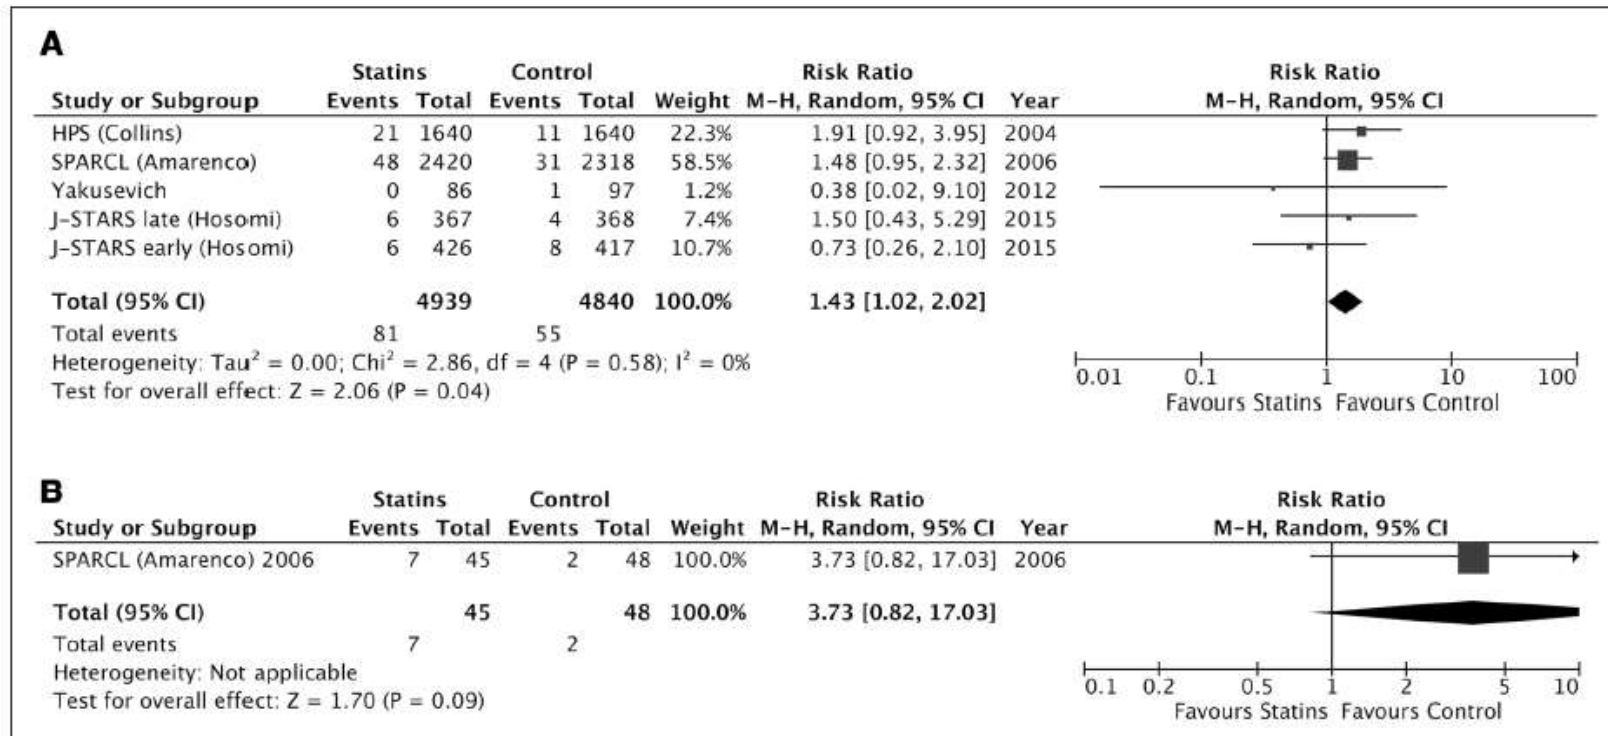 A
Statins Control Risk Ratio Risk Ratio
Study or Subgroup Events Total Events Total Weight M-H, Random, 95% CI Year M-H, Random, 95% CI
HPS (Collins) 21 1640 11 1640 22.3% 1.91 [0.92, 3.95] 2004
SPARCL (Amarenco) 48 2420 31 2318 58.5% 1.48 [0.95, 2.32] 2006
Yakusevich 0 86 1 97 1.2% 0.38 [0.02, 9.10] 2012
J-STARS late (Hosomi) 6 367 4 368 7.4% 1.50 [0.43, 5.29] 2015
J-STARS early (Hosomi) 6 426 8 417 10.7% 0.73 [0.26, 2.10] 2015
Total (95% CI) 4939 4840 100.0% 1.43 [1.02, 2.02]
Total events 81 55
Heterogeneity: Tau² = 0.00; Chi² = 2.86, df = 4 (P = 0.58); I² = 0%
Test for overall effect: Z = 2.06 (P = 0.04)
0.01 0.1 1 10 100
Favours Statins Favours Control
B
Statins Control Risk Ratio Risk Ratio
Study or Subgroup Events Total Events Total Weight M-H, Random, 95% CI Year M-H, Random, 95% CI
SPARCL (Amarenco) 2006 7 45 2 48 100.0% 3.73 [0.82, 17.03] 2006
Total (95% CI) 45 48 100.0% 3.73 [0.82, 17.03]
Total events 7 2
Heterogeneity: Not applicable
Test for overall effect: Z = 1.70 (P = 0.09)
0.1 0.2 0.5 1 2 5 10
Favours Statins Favours Control